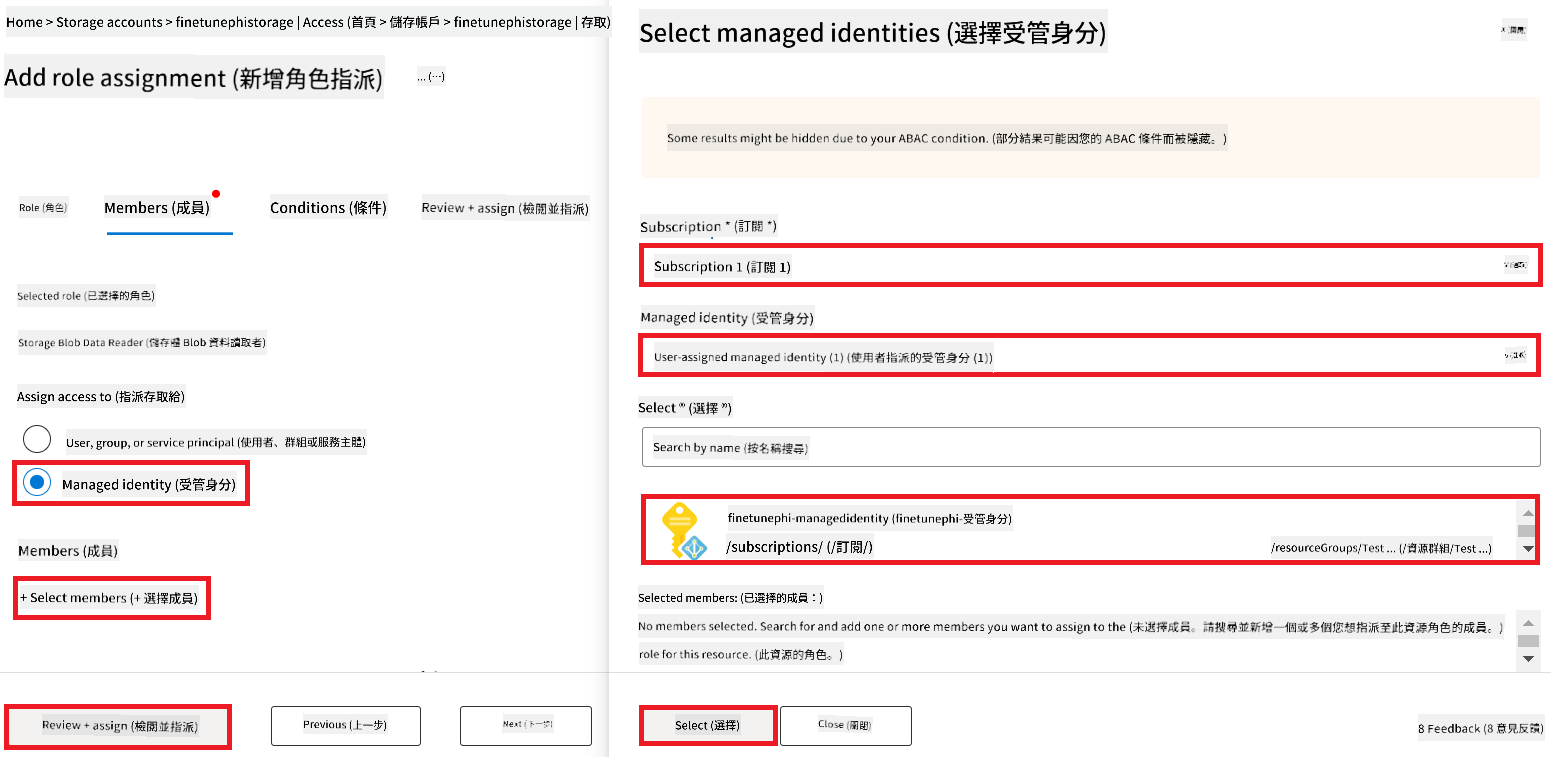 Home > Storage accounts > finetunephistorage | Access (首頁 > 儲存帳戶 > finetunephistorage | 存取)
Add role assignment (新增角色指派)
... (⋯)
Role (角色)
Members (成員)
Conditions (條件)
Review + assign (檢閱並指派)
Selected role (已選擇的角色)
Storage Blob Data Reader (儲存體 Blob 資料讀取者)
Assign access to (指派存取給)
User, group, or service principal (使用者、群組或服務主體)
Managed identity (受管身分)
Members (成員)
+ Select members (+ 選擇成員)
Review + assign (檢閱並指派)
Previous (上一步)
Next (下一步)
Select managed identities (選擇受管身分)
Some results might be hidden due to your ABAC condition. (部分結果可能因您的 ABAC 條件而被隱藏。)
Subscription * (訂閱 *)
Subscription 1 (訂閱 1)
Managed identity (受管身分)
User-assigned managed identity (1) (使用者指派的受管身分 (1))
Select ® (選擇 ®)
Search by name (按名稱搜尋)
finetunephi-managedidentity (finetunephi-受管身分)
/subscriptions/ (/訂閱/)
/resourceGroups/Test ... (/資源群組/Test ...)
Selected members: (已選擇的成員：)
No members selected. Search for and add one or more members you want to assign to the (未選擇成員。請搜尋並新增一個或多個您想指派至此資源角色的成員。)
role for this resource. (此資源的角色。)
Select (選擇)
Close (關閉)
8 Feedback (8 意見反饋)